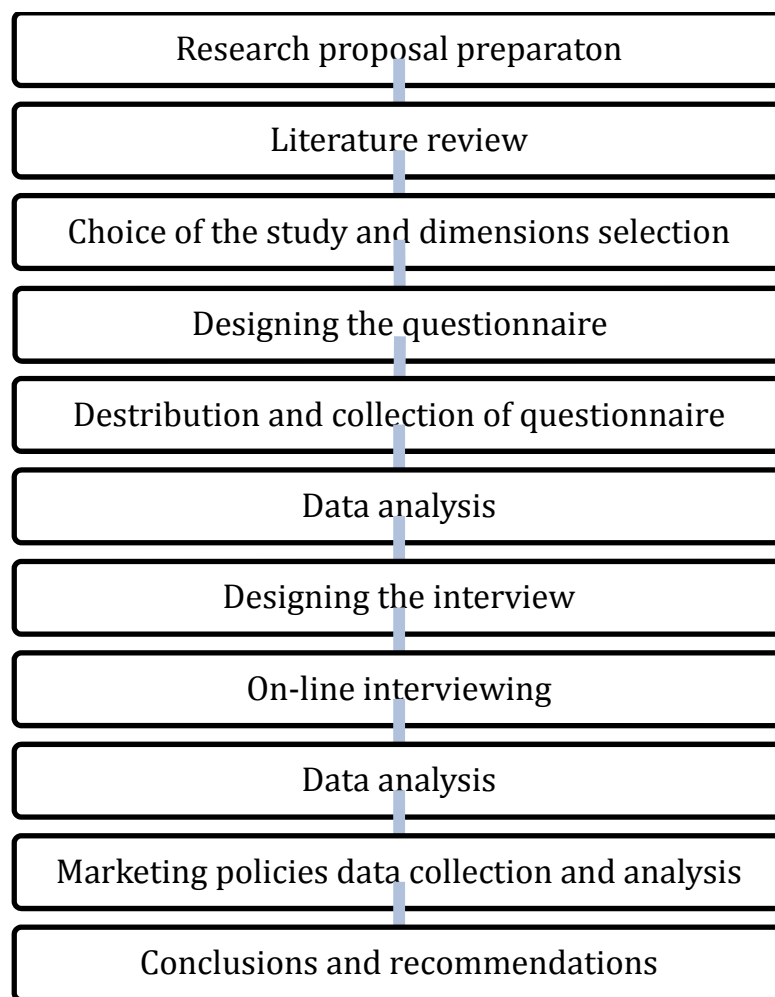 Research proposal preparaton
Literature review
Choice of the study and dimensions selection
Designing the questionnaire
Destribution and collection of questionnaire
Data analysis
Designing the interview
On-line interviewing
Data analysis
Marketing policies data collection and analysis
Conclusions and recommendations